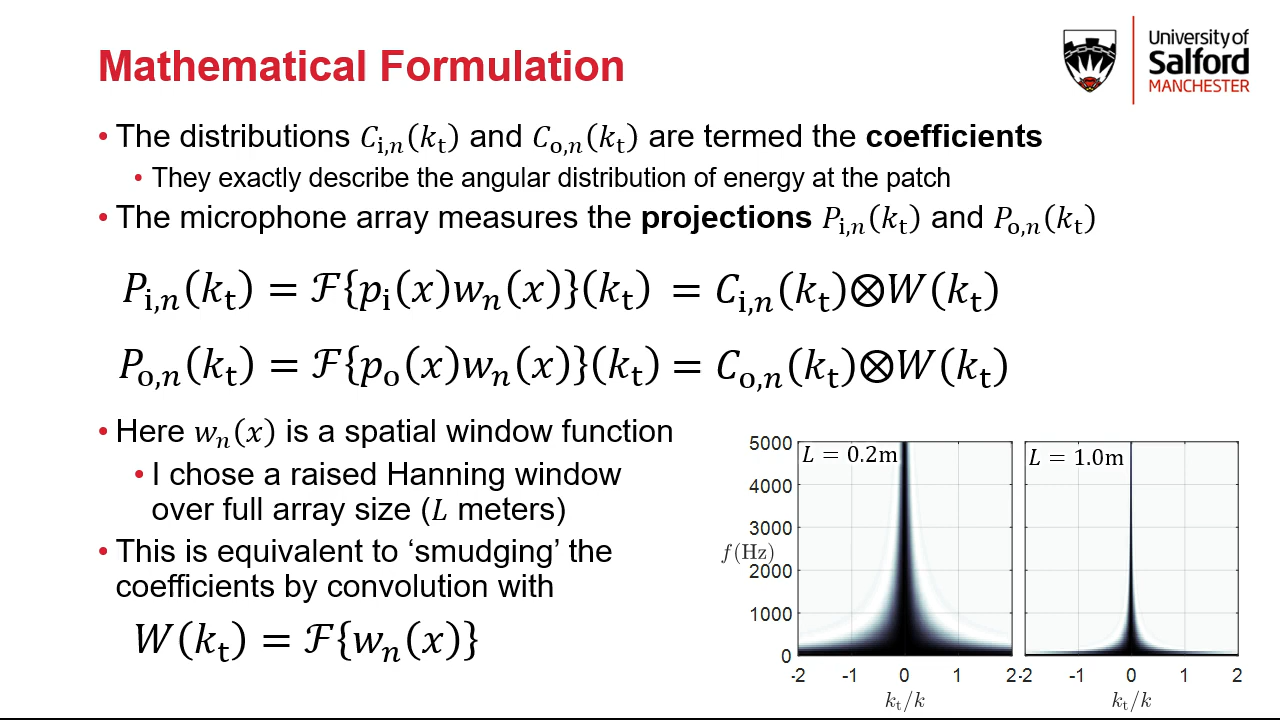 Mathematical Formulation
University of
Salford
MANCHESTER
• The distributions C_{i,n}(k_t) and C_{o,n}(k_t) are termed the coefficients
• They exactly describe the angular distribution of energy at the patch
• The microphone array measures the projections P_{i,n}(k_t) and P_{o,n}(k_t)
P_{i,n}(k_t) = ℱ{p_i(x)w_n(x)}(k_t) = C_{i,n}(k_t)⊗W(k_t)
P_{o,n}(k_t) = ℱ{p_o(x)w_n(x)}(k_t) = C_{o,n}(k_t)⊗W(k_t)
• Here w_n(x) is a spatial window function
• I chose a raised Hanning window
over full array size (L meters)
• This is equivalent to ‘smudging’ the
coefficients by convolution with
W(k_t) = ℱ{w_n(x)}
L = 0.2m
L = 1.0m
5000
4000
3000
f(Hz)
2000
1000
0
-2 -1 0 1 2
-2 -1 0 1 2
k_t/k
k_t/k